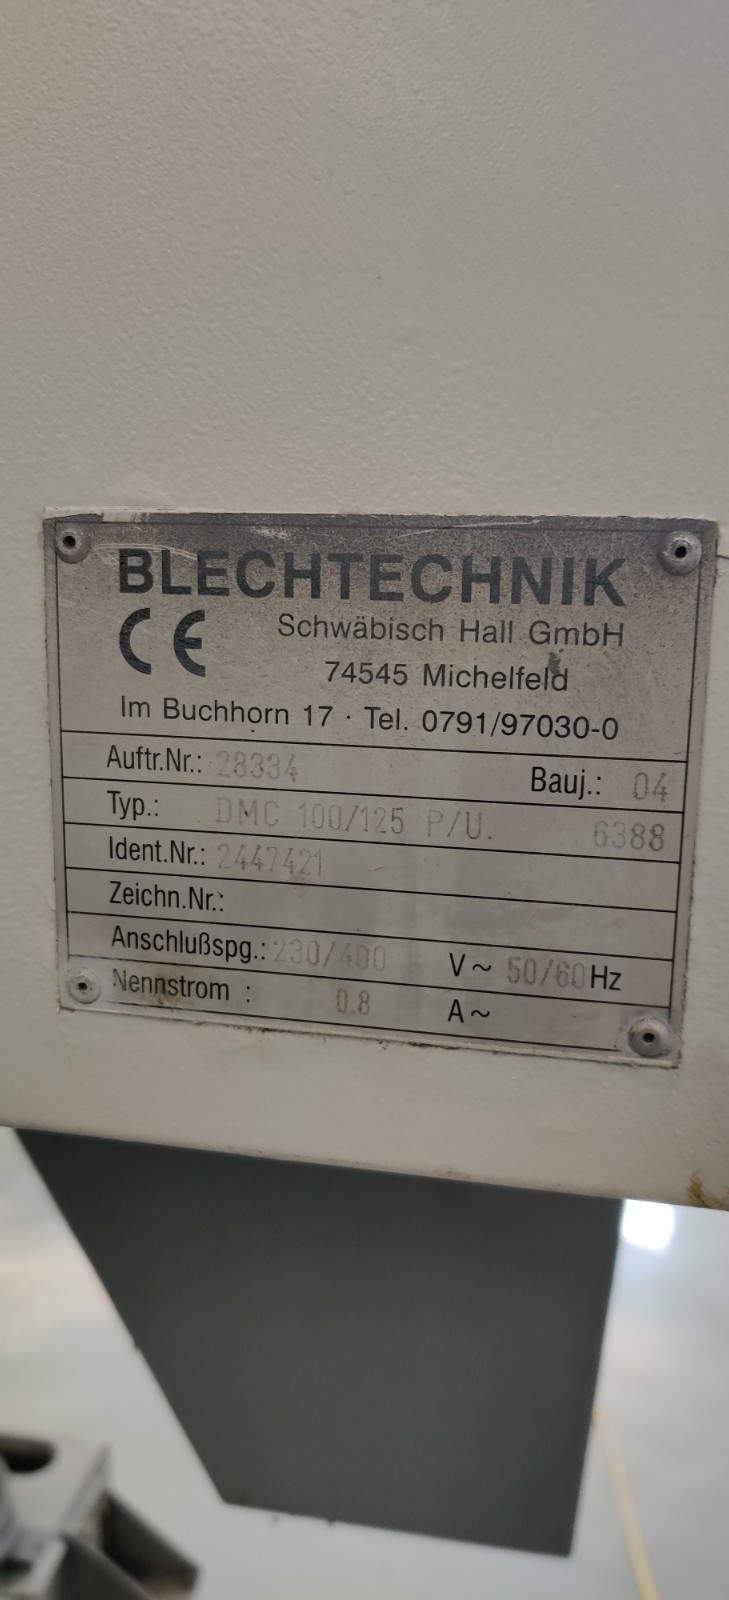 BLECHTECHNIK
CE Schwäbisch Hall GmbH
74545 Michelfeld
Im Buchhorn 17 · Tel. 0791/97030-0
Auftr.Nr.: 28334 Bauj.: 04
Typ.: DMC 100/125 P/U. 6388
Ident.Nr.: 2447421
Zeichn.Nr.:
Anschlußspg.: 230/400 V~ 50/60 Hz
Nennstrom : 0.8 A~